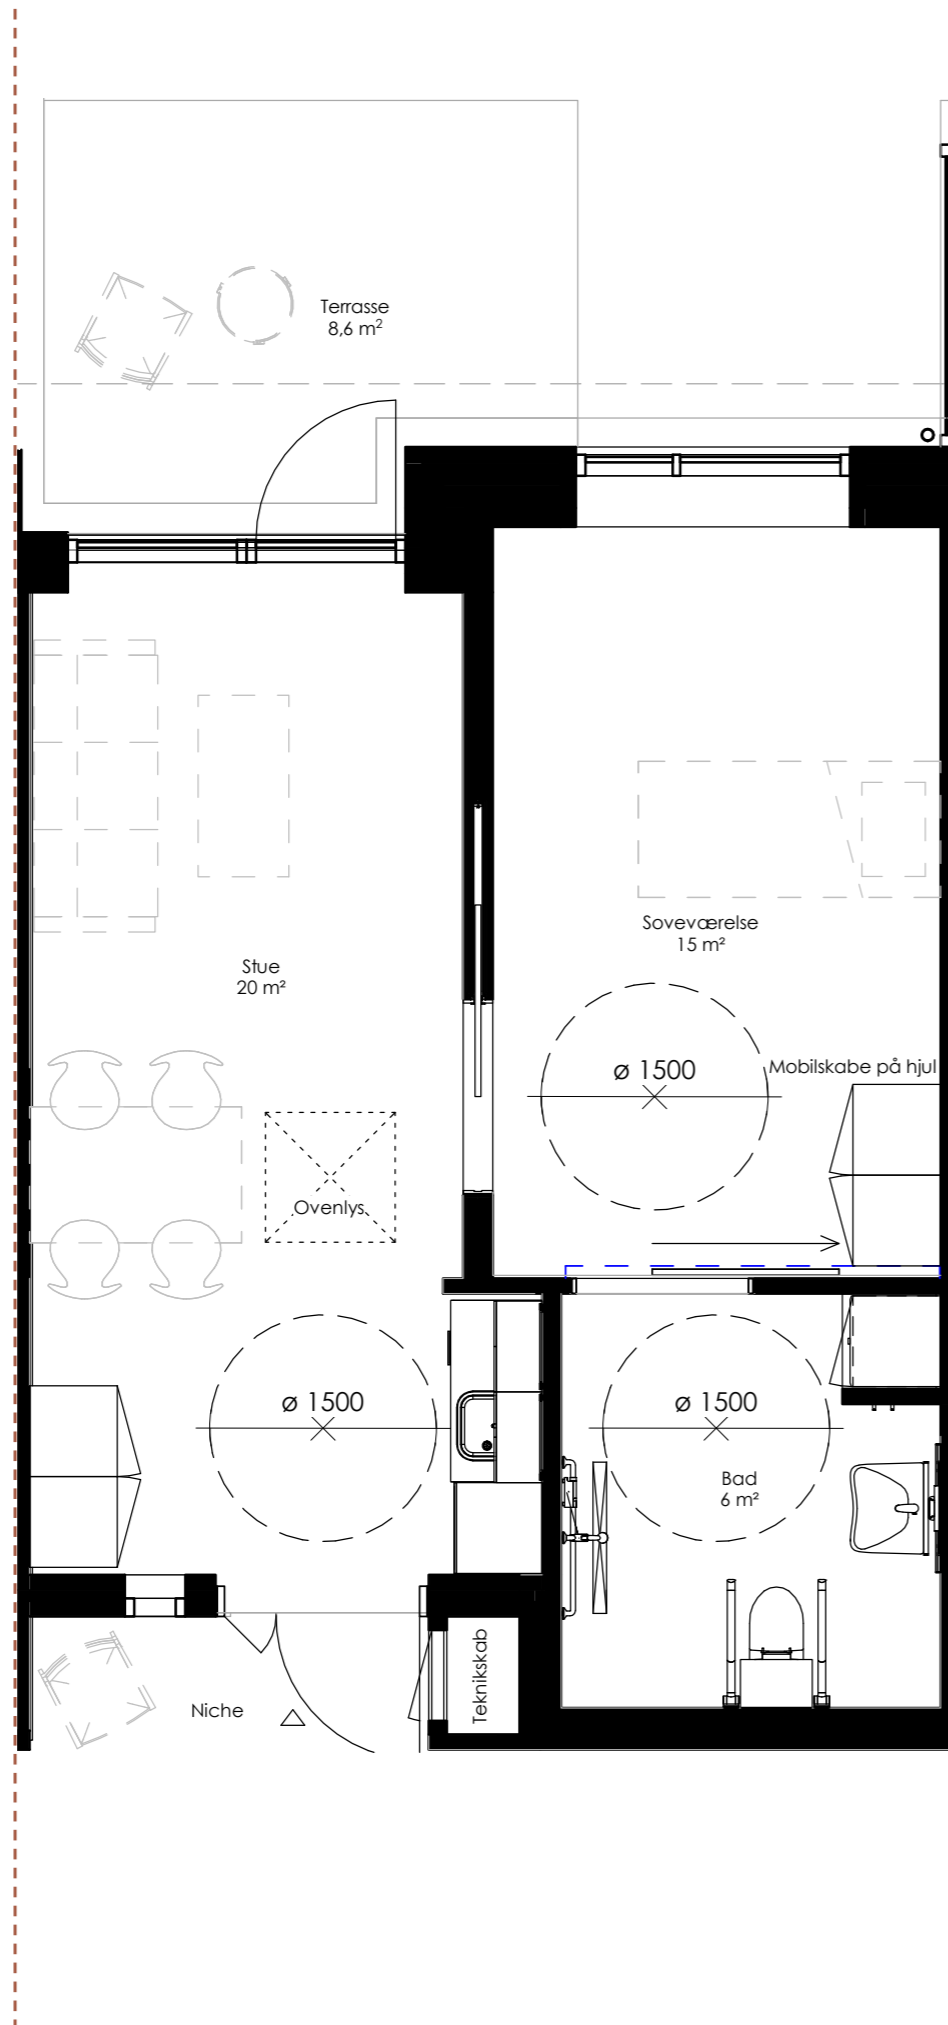 Terrasse
8,6 m²
Soveværelse
15 m²
Stue
20 m²
ø 1500
Mobilskabe på hjul
Ovenlys
ø 1500
ø 1500
Bad
6 m²
Teknikskab
Niche